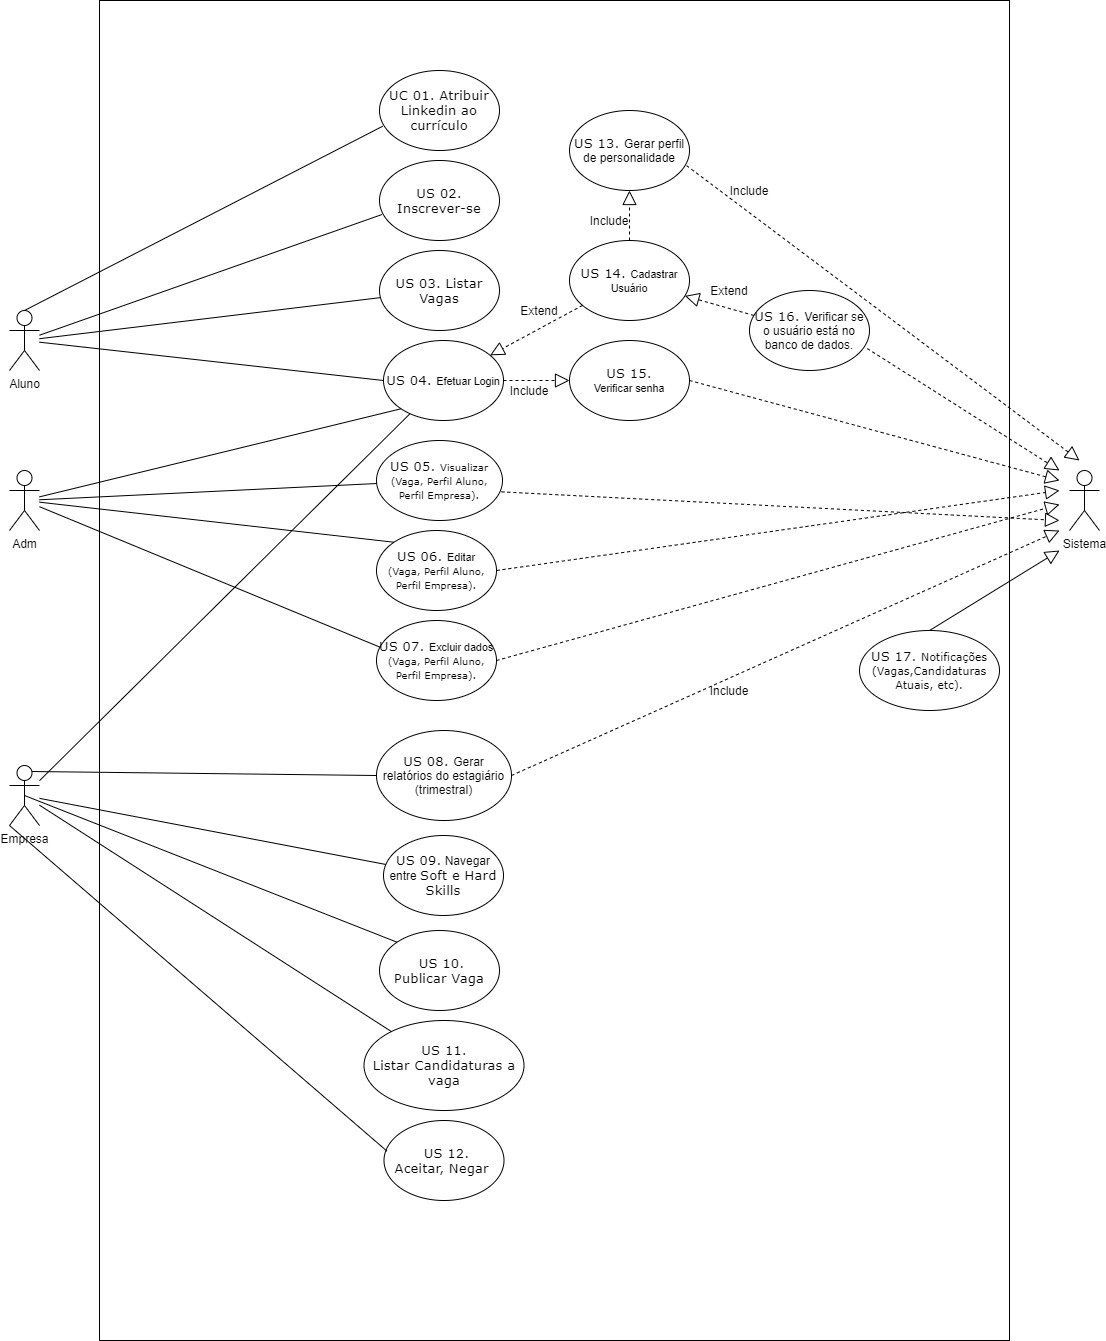 UC 01. Atribuir
Linkedin ao
currículo
US 02.
Inscrever-se
US 03. Listar
Vagas
US 04. Efetuar Login
US 05. Visualizar
(Vaga, Perfil Aluno,
Perfil Empresa).
US 06. Editar
(Vaga, Perfil Aluno,
Perfil Empresa).
US 07. Excluir dados
(Vaga, Perfil Aluno,
Perfil Empresa).
US 08. Gerar
relatórios do estagiário
(trimestral)
US 09. Navegar
entre Soft e Hard
Skills
US 10.
Publicar Vaga
US 11.
Listar Candidaturas a
vaga
US 12.
Aceitar, Negar
US 13. Gerar perfil
de personalidade
Include
Include
US 14. Cadastrar
Usuário
Extend
Extend
US 16. Verificar se
o usuário está no
banco de dados.
US 15.
Verificar senha
Include
US 17. Notificações
(Vagas,Candidaturas
Atuais, etc).
Include
Aluno
Adm
Empresa
Sistema